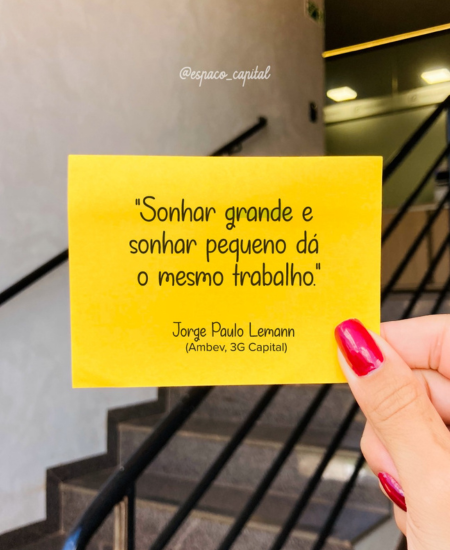 @espaco_capital
"Sonhar grande e
sonhar pequeno dá
o mesmo trabalho."
Jorge Paulo Lemann
(Ambev, 3G Capital)